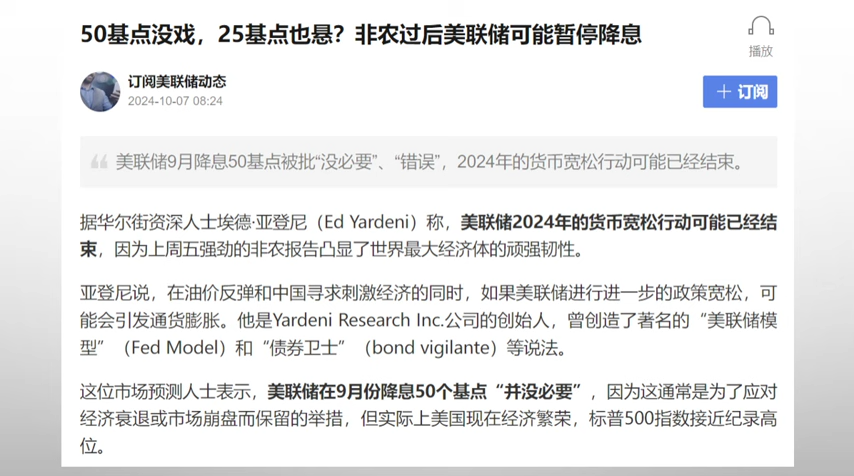 50基点没戏，25基点也悬？非农过后美联储可能暂停降息
播放
订阅美联储动态
2024-10-07 08:24
＋ 订阅
美联储9月降息50基点被批“没必要”、“错误”，2024年的货币宽松行动可能已经结束。
据华尔街资深人士埃德·亚登尼（Ed Yardeni）称，美联储2024年的货币宽松行动可能已经结
束，因为上周五强劲的非农报告凸显了世界最大经济体的顽强韧性。
亚登尼说，在油价反弹和中国寻求刺激经济的同时，如果美联储进行进一步的政策宽松，可
能会引发通货膨胀。他是Yardeni Research Inc.公司的创始人，曾创造了著名的“美联储模
型”（Fed Model）和“债券卫士”（bond vigilante）等说法。
这位市场预测人士表示，美联储在9月份降息50个基点“并没必要”，因为这通常是为了应对
经济衰退或市场崩盘而保留的举措，但实际上美国现在经济繁荣，标普500指数接近纪录高
位。